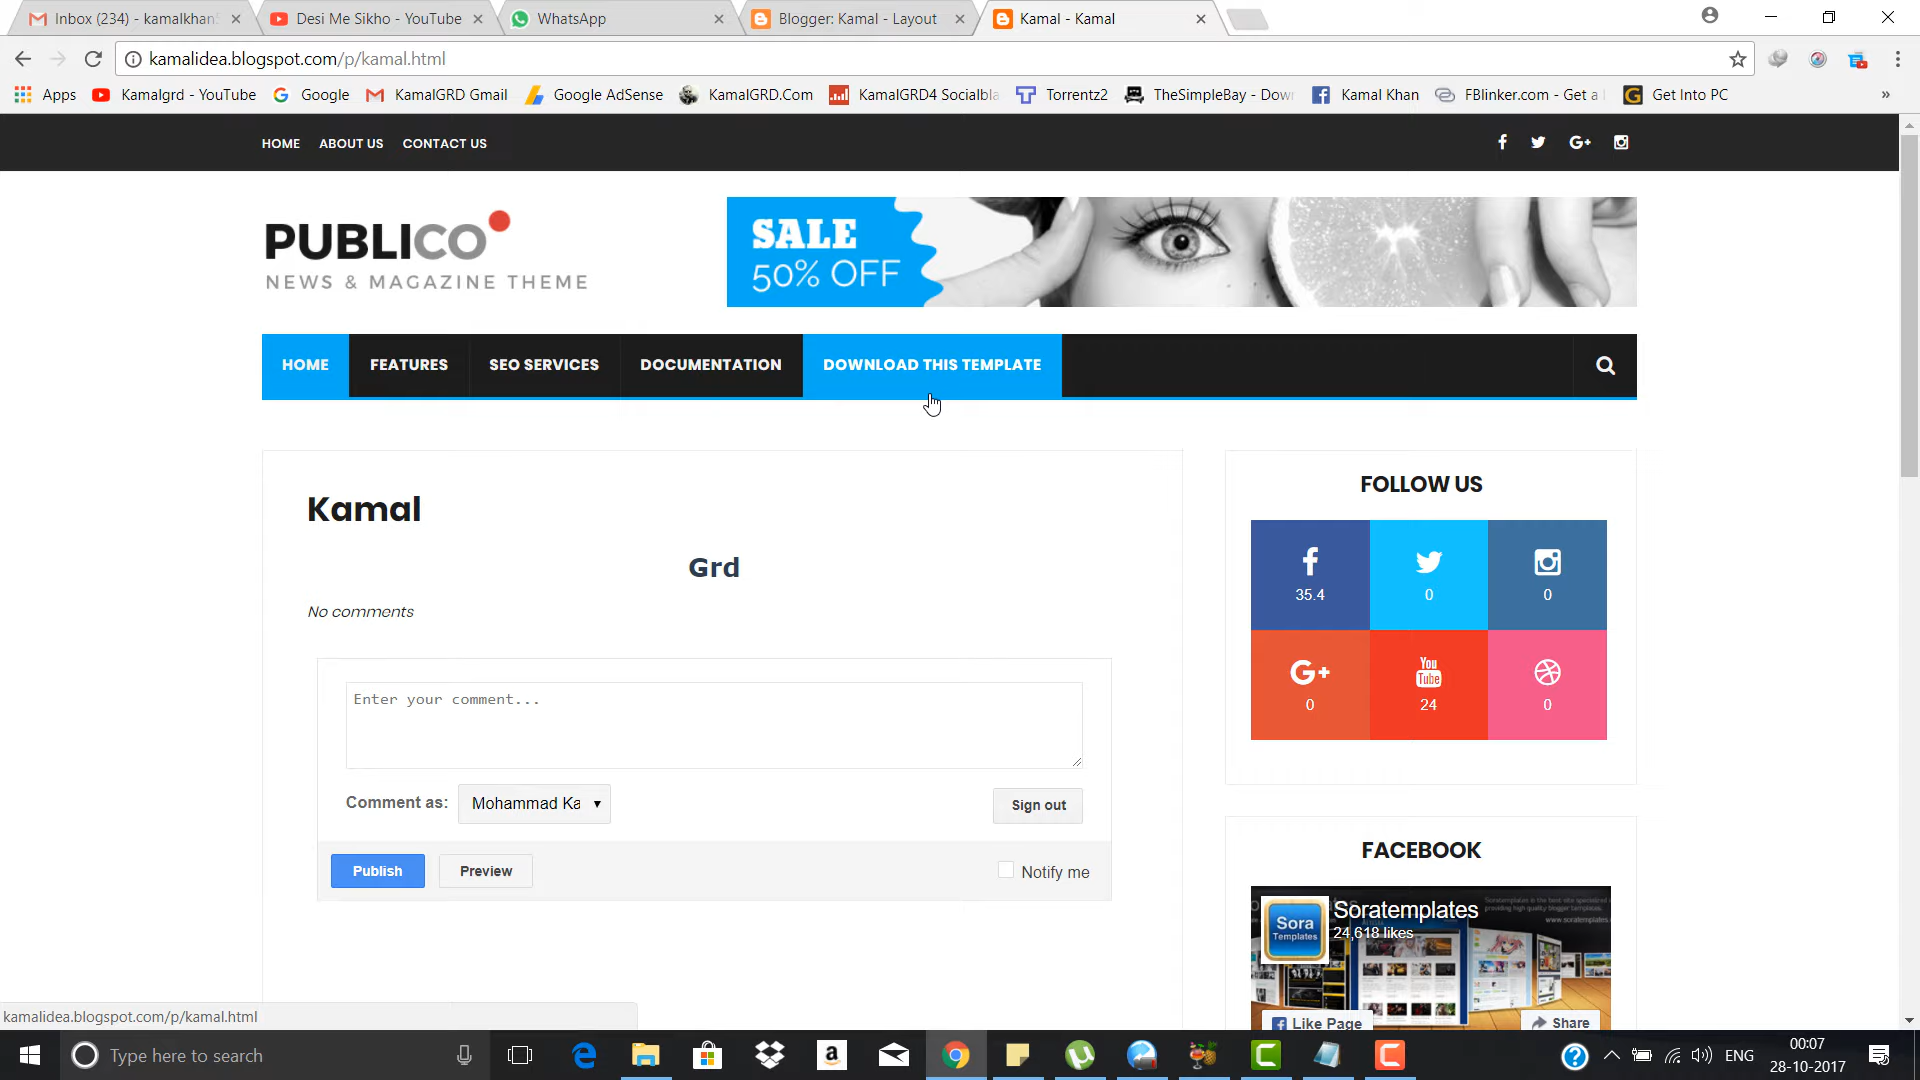 Inbox (234) - kamalkhan
Desi Me Sikho - YouTube
WhatsApp
Blogger: Kamal - Layout
Kamal - Kamal
kamalidea.blogspot.com/p/kamal.html
Apps
Kamalgrd - YouTube
Google
KamalGRD Gmail
Google AdSense
KamalGRD.Com
KamalGRD4 Socialbla
Torrentz2
TheSimpleBay - Dow
Kamal Khan
FBlinker.com - Get a
Get Into PC
HOME
ABOUT US
CONTACT US
PUBLICO
NEWS & MAGAZINE THEME
SALE
50% OFF
HOME
FEATURES
SEO SERVICES
DOCUMENTATION
DOWNLOAD THIS TEMPLATE
Kamal
Grd
No comments
Enter your comment...
Comment as:
Mohammad Ka
Sign out
Publish
Preview
Notify me
FOLLOW US
35.4
0
0
G+
0
You
Tube
24
0
FACEBOOK
Sora
Templates
Soratemplates
24,618 likes
Like Page
Share
kamalidea.blogspot.com/p/kamal.html
Type here to search
ENG
00:07
28-10-2017